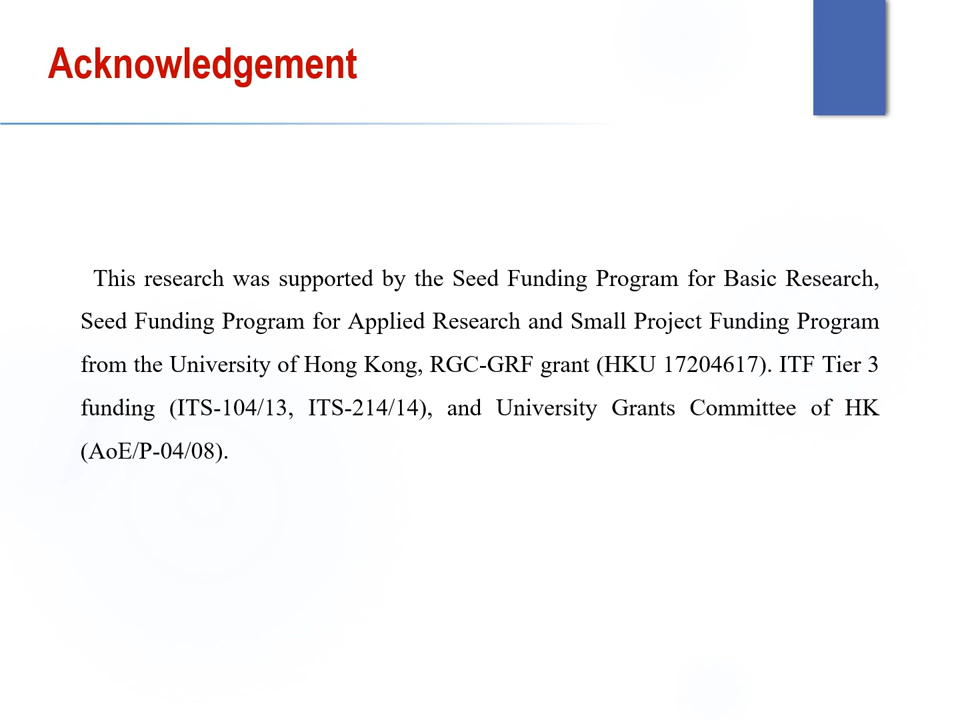 Acknowledgement
This research was supported by the Seed Funding Program for Basic Research,
Seed Funding Program for Applied Research and Small Project Funding Program
from the University of Hong Kong, RGC-GRF grant (HKU 17204617). ITF Tier 3
funding (ITS-104/13, ITS-214/14), and University Grants Committee of HK
(AoE/P-04/08).